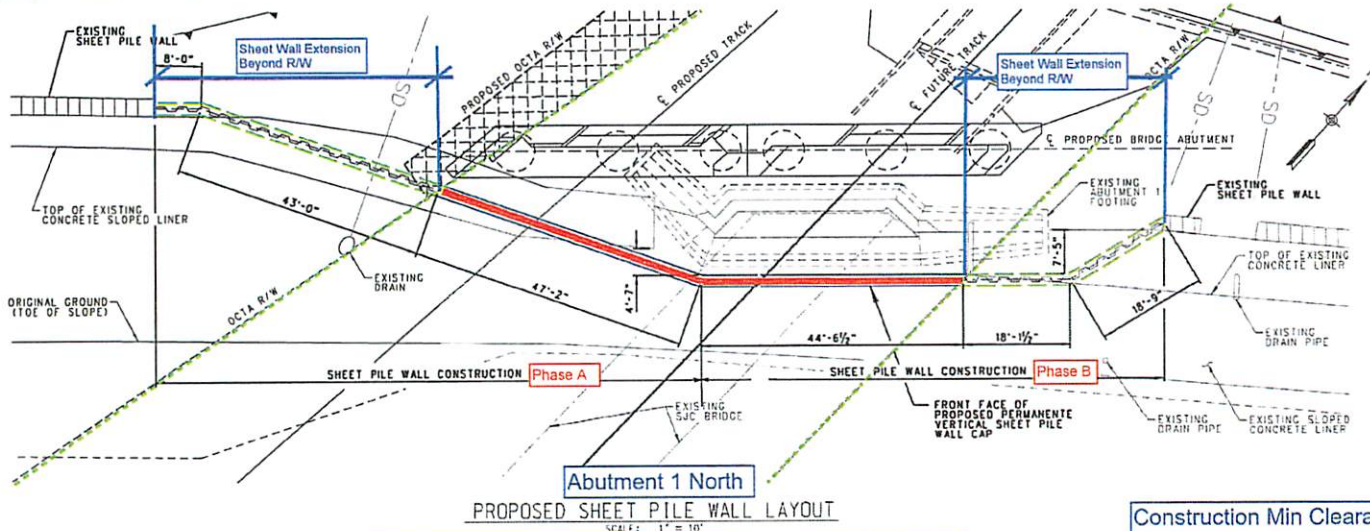 EXISTING
SHEET PILE WALL
8'-0"
Sheet Wall Extension
Beyond R/W
PROPOSED OCTA R/W
SD
℄ PROPOSED TRACK
℄ FUTURE TRACK
Sheet Wall Extension
Beyond R/W
OCTA R/W
SD
SD
℄ PROPOSED BRIDGE ABUTMENT
EXISTING
ABUTMENT 1
FOOTING
EXISTING
SHEET PILE WALL
TOP OF EXISTING
CONCRETE SLOPED LINER
43'-0"
EXISTING
DRAIN
47'-2"
4'-7"
7'-5"
TOP OF EXISTING
CONCRETE LINER
18'-9"
EXISTING
DRAIN PIPE
ORIGINAL GROUND
(TOE OF SLOPE)
OCTA R/W
44'-6½"
18'-1½"
SHEET PILE WALL CONSTRUCTION
Phase A
SHEET PILE WALL CONSTRUCTION
Phase B
EXISTING
SJC BRIDGE
FRONT FACE OF
PROPOSED PERMANENTE
VERTICAL SHEET PILE
WALL CAP
EXISTING
DRAIN PIPE
EXISTING SLOPED
CONCRETE LINER
Abutment 1 North
PROPOSED SHEET PILE WALL LAYOUT
SCALE: 1" = 10'
Construction Min Cleara